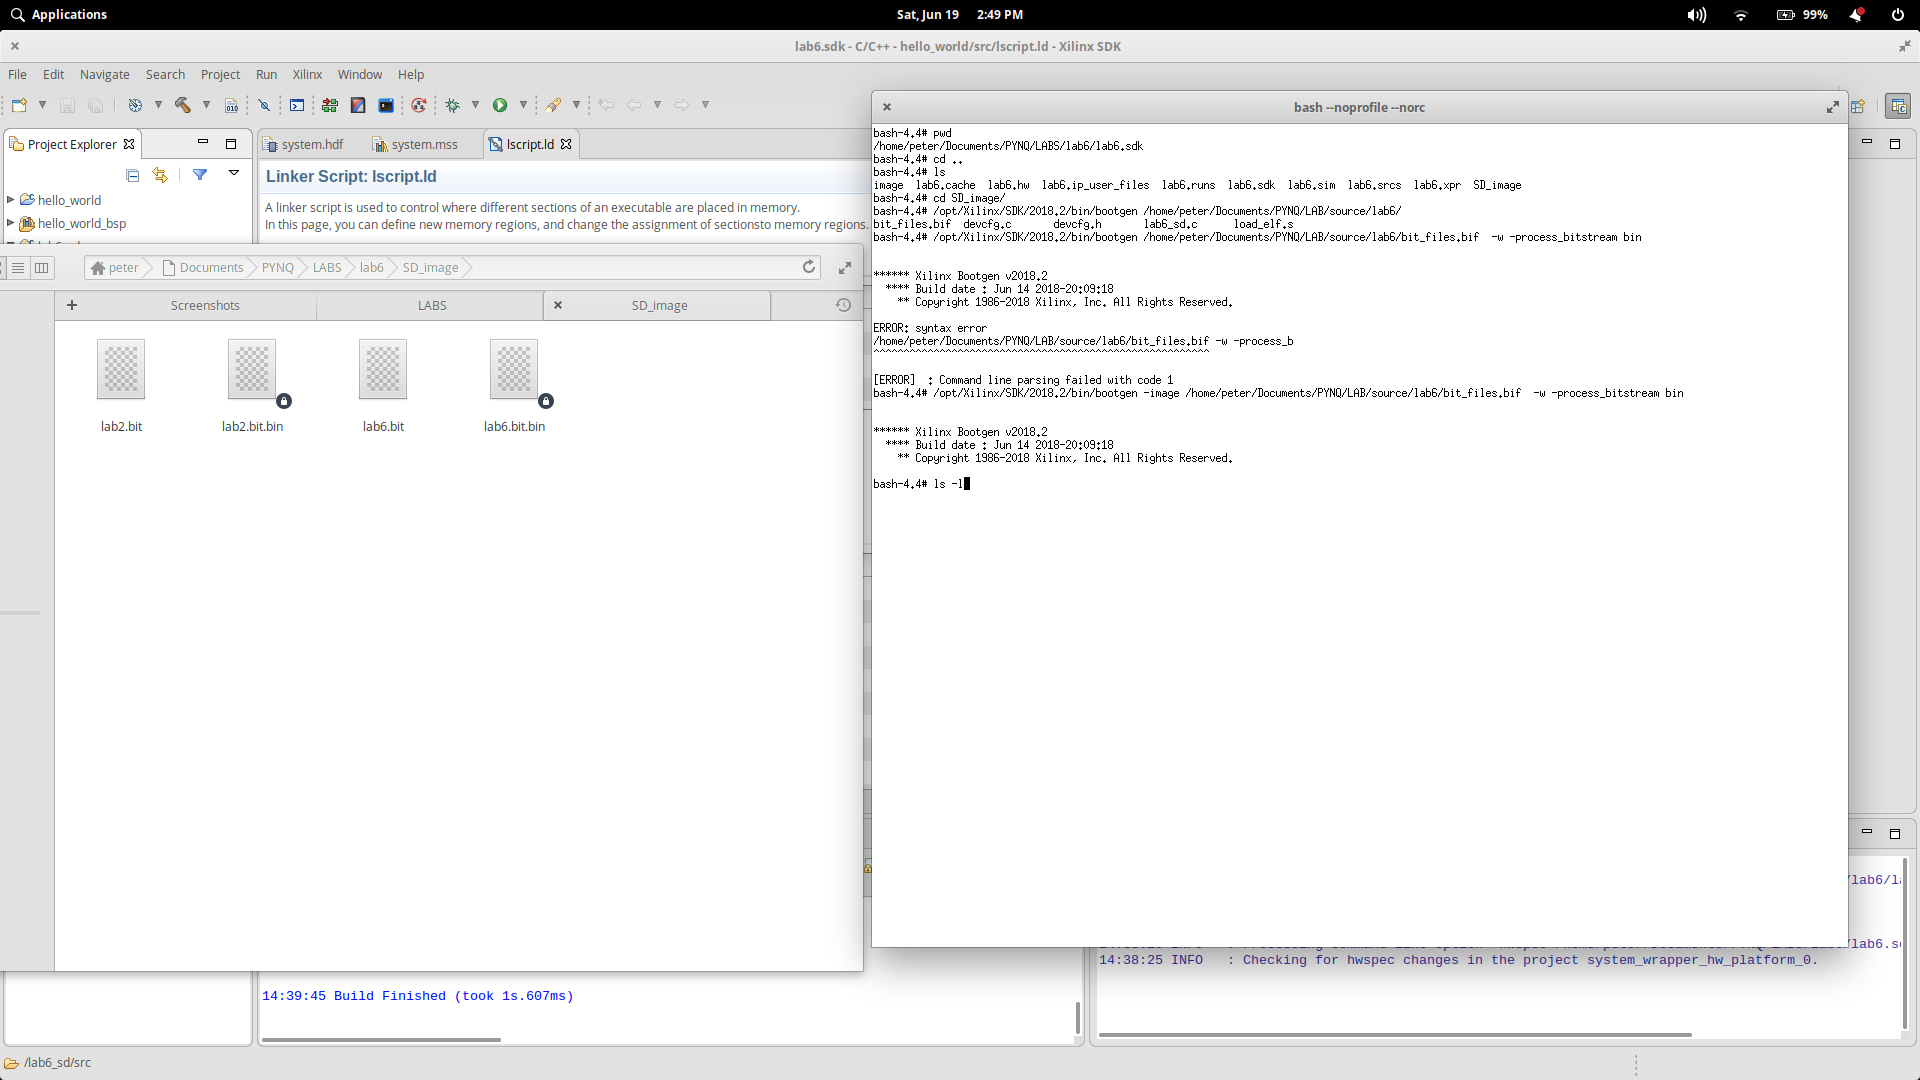 Applications
Sat, Jun 19 2:49 PM
99%
lab6.sdk - C/C++ - hello_world/src/lscript.ld - Xilinx SDK
File Edit Navigate Search Project Run Xilinx Window Help
Project Explorer
hello_world
hello_world_bsp
system.hdf
system.mss
lscript.ld
Linker Script: lscript.ld
A linker script is used to control where different sections of an executable are placed in memory.
In this page, you can define new memory regions, and change the assignment of sectionsto memory regions.
peter Documents PYNQ LABS lab6 SD_image
Screenshots
LABS
SD_image
lab2.bit
lab2.bit.bin
lab6.bit
lab6.bit.bin
bash --noprofile --norc
bash-4.4# pwd
/home/peter/Documents/PYNQ/LABS/lab6/lab6.sdk
bash-4.4# cd ..
bash-4.4# ls
image lab6.cache lab6.hw lab6.ip_user_files lab6.runs lab6.sdk lab6.sim lab6.srcs lab6.xpr SD_image
bash-4.4# cd SD_image/
bash-4.4# /opt/Xilinx/SDK/2018.2/bin/bootgen /home/peter/Documents/PYNQ/LAB/source/lab6/
bit_files.bif devcfg.c devcfg.h lab6_sd.c load_elf.s
bash-4.4# /opt/Xilinx/SDK/2018.2/bin/bootgen /home/peter/Documents/PYNQ/LAB/source/lab6/bit_files.bif -w -process_bitstream bin
****** Xilinx Bootgen v2018.2
**** Build date : Jun 14 2018-20:09:18
** Copyright 1986-2018 Xilinx, Inc. All Rights Reserved.
ERROR: syntax error
/home/peter/Documents/PYNQ/LAB/source/lab6/bit_files.bif -w -process_b
^^^^^^^^^^^^^^^^^^^^^^^^^^^^^^^^^^^^^^^^^^^^^^^^^^^^^^^^
[ERROR] : Command line parsing failed with code 1
bash-4.4# /opt/Xilinx/SDK/2018.2/bin/bootgen -image /home/peter/Documents/PYNQ/LAB/source/lab6/bit_files.bif -w -process_bitstream bin
****** Xilinx Bootgen v2018.2
**** Build date : Jun 14 2018-20:09:18
** Copyright 1986-2018 Xilinx, Inc. All Rights Reserved.
bash-4.4# ls -l
14:39:45 Build Finished (took 1s.607ms)
/lab6/la
/lab6.s
14:38:25 INFO : Checking for hwspec changes in the project system_wrapper_hw_platform_0.
/lab6_sd/src